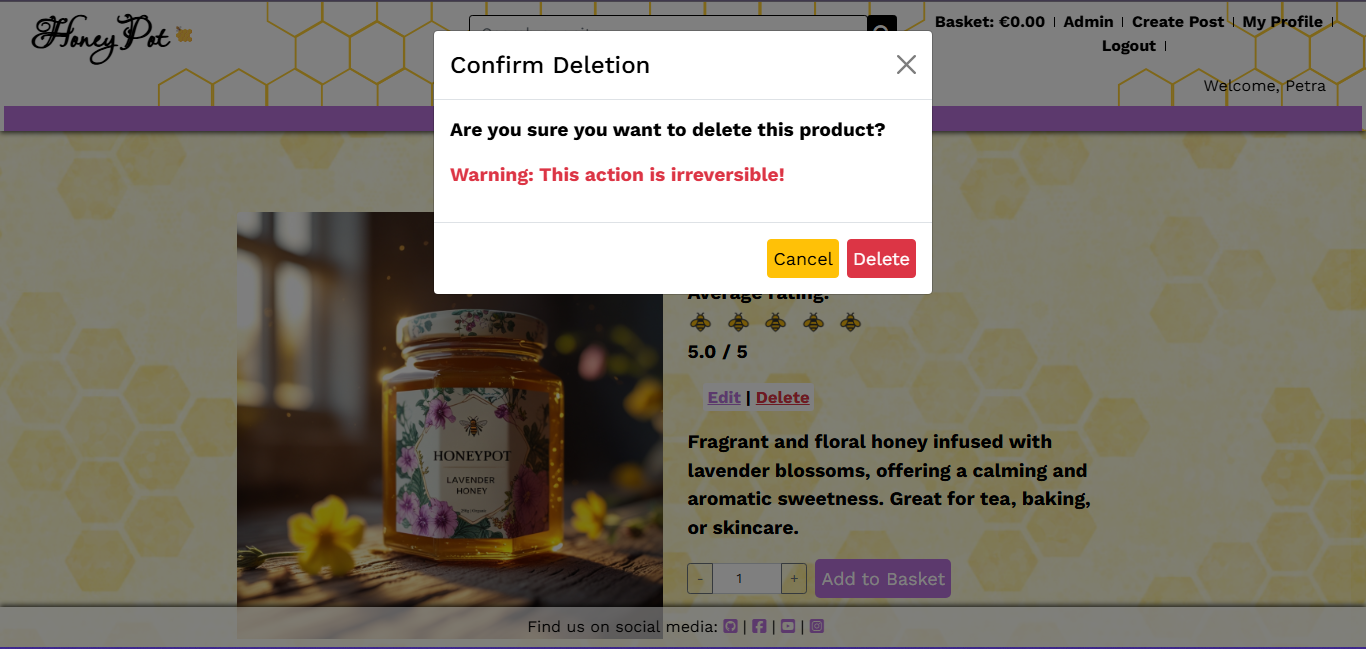 Honey Pot
Basket: €0.00 | Admin | Create Post | My Profile |
Logout |
Welcome, Petra
Confirm Deletion
Are you sure you want to delete this product?
Warning: This action is irreversible!
Cancel Delete
Average rating:
5.0 / 5
Edit | Delete
HONEYPOT
LAVENDER
HONEY
Fragrant and floral honey infused with
lavender blossoms, offering a calming and
aromatic sweetness. Great for tea, baking,
or skincare.
- 1 + Add to Basket
Find us on social media: | | |